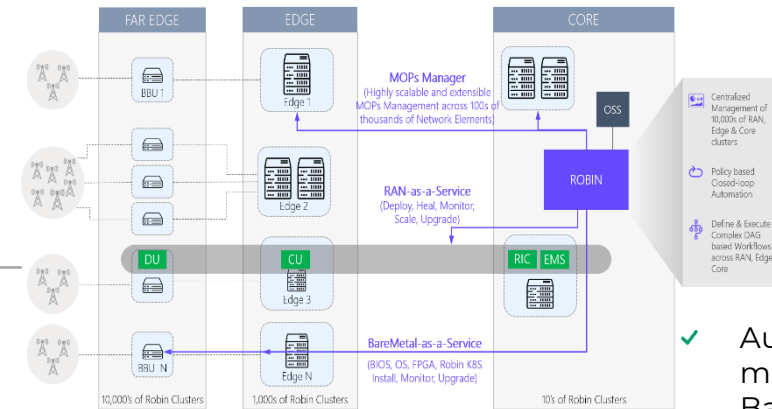 FAR EDGE
EDGE
CORE
BBU 1
Edge 1
MOPs Manager
(Highly scalable and extensible
MOPs Management across 100s of
thousands of Network Elements)
OSS
Centralized
Management of
10,000s of RAN,
Edge & Core
clusters
ROBIN
Policy based
Closed-loop
Automation
Edge 2
RAN-as-a-Service
(Deploy, Heal, Monitor,
Scale, Upgrade)
Define & Execute
Complex DAG
based Workflows
across RAN, Edge
Core
DU
CU
RIC
EMS
Edge 3
BareMetal-as-a-Service
(BIOS, OS, FPGA, Robin K8S
Install, Monitor, Upgrade)
BBU N
Edge N
10,000's of Robin Clusters
1,000s of Robin Clusters
10's of Robin Clusters
✓ Au
m
Ba